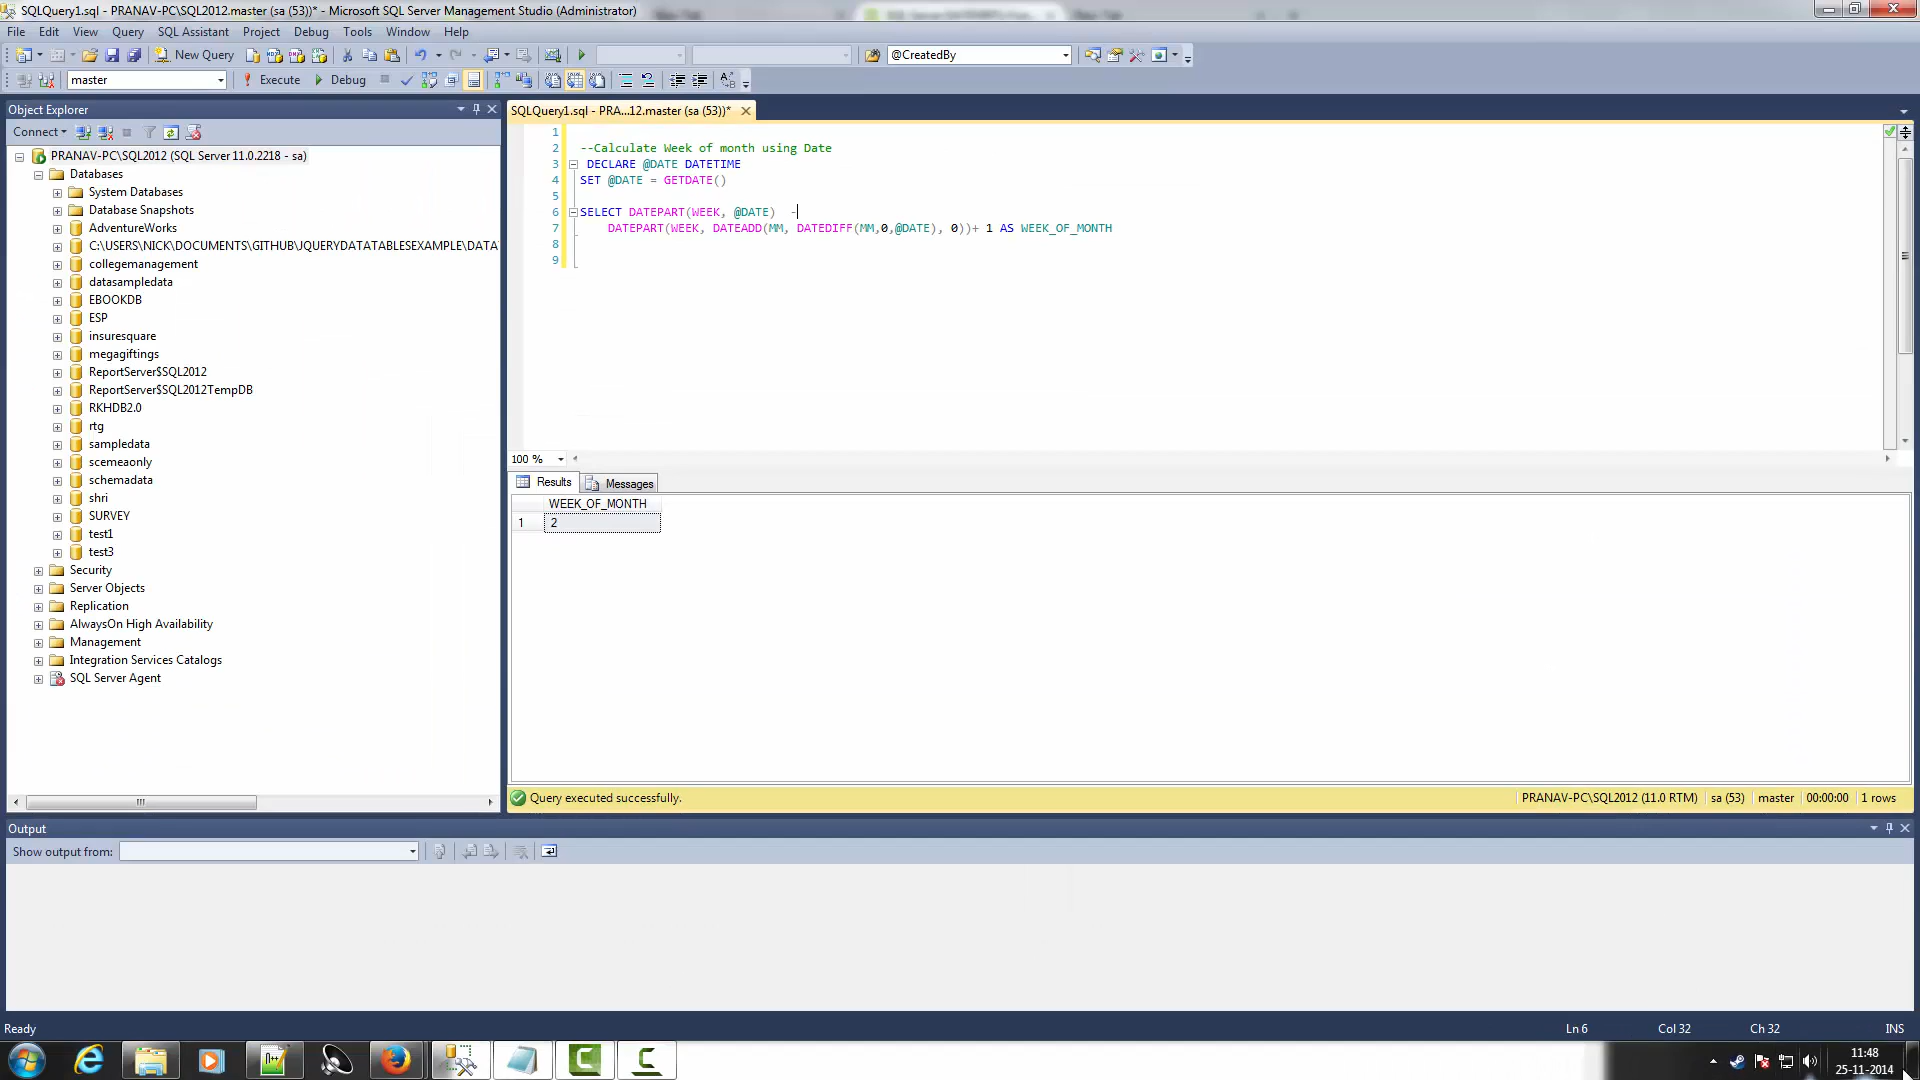 SQLQuery1.sql - PRANAV-PC\SQL2012.master (sa (53))* - Microsoft SQL Server Management Studio (Administrator)
File Edit View Query SQL Assistant Project Debug Tools Window Help
New Query @CreatedBy
master Execute Debug
Object Explorer
Connect
PRANAV-PC\SQL2012 (SQL Server 11.0.2218 - sa)
Databases
System Databases
Database Snapshots
AdventureWorks
C:\USERS\NICK\DOCUMENTS\GITHUB\JQUERYDATATABLESEXAMPLE\DATA
collegemanagement
datasampledata
EBOOKDB
ESP
insuresquare
megagiftings
ReportServer$SQL2012
ReportServer$SQL2012TempDB
RKHDB2.0
rtg
sampledata
scemeaonly
schemadata
shri
SURVEY
test1
test3
Security
Server Objects
Replication
AlwaysOn High Availability
Management
Integration Services Catalogs
SQL Server Agent
SQLQuery1.sql - PRA...12.master (sa (53))*
1
2 --Calculate Week of month using Date
3 DECLARE @DATE DATETIME
4 SET @DATE = GETDATE()
5
6 SELECT DATEPART(WEEK, @DATE) -
7 DATEPART(WEEK, DATEADD(MM, DATEDIFF(MM,0,@DATE), 0))+ 1 AS WEEK_OF_MONTH
8
9
100 %
Results Messages
WEEK_OF_MONTH
1 2
Query executed successfully. PRANAV-PC\SQL2012 (11.0 RTM) sa (53) master 00:00:00 1 rows
Output
Show output from:
Ready Ln 6 Col 32 Ch 32 INS
11:48
25-11-2014